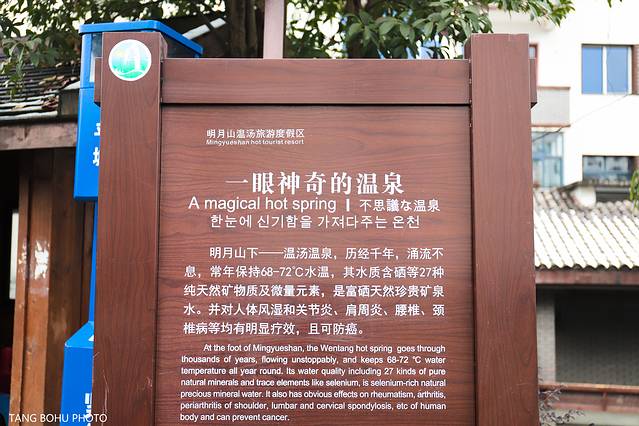 明月山温汤旅游度假区
Mingyueshan hot tourist resort
一眼神奇的温泉
A magical hot spring | 不思議な温泉
한눈에 신기함을 가져다주는 온천
明月山下——温汤温泉，历经千年，涌流不
息，常年保持68-72℃水温，其水质含硒等27种
纯天然矿物质及微量元素，是富硒天然珍贵矿泉
水。并对人体风湿和关节炎、肩周炎、腰椎、颈
椎病等均有明显疗效，且可防癌。
At the foot of Mingyueshan, the Wentang hot spring goes through
thousands of years, flowing unstoppably, and keeps 68-72 ℃ water
temperature all year round. Its water quality including 27 kinds of pure
natural minerals and trace elements like selenium, is selenium-rich natural
precious mineral water. It also has obvious effects on rheumatism, arthritis,
periarthritis of shoulder, lumbar and cervical spondylosis, etc of human
body and can prevent cancer.
TANG BOHU PHOTO